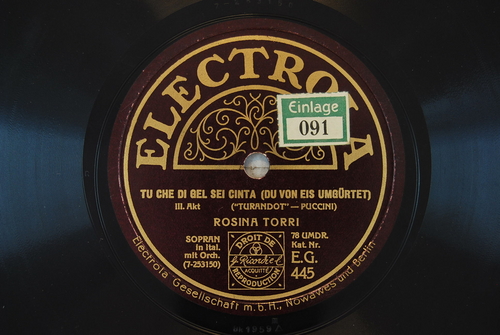 ELECTROLA
Einlage
091
TU CHE DI GEL SEI CINTA (DU VON EIS UMGÜRTET)
III. Akt ("TURANDOT" — PUCCINI)
ROSINA TORRI
SOPRAN
in Ital.
mit Orch.
(7-253150)
DROIT DE
G. Ricordi &
ACQUITTÉ
REPRODUCTION
78 UMDR.
Kat. Nr.
E.G.
445
Electrola Gesellschaft m.b.H., Nowawes und Berlin